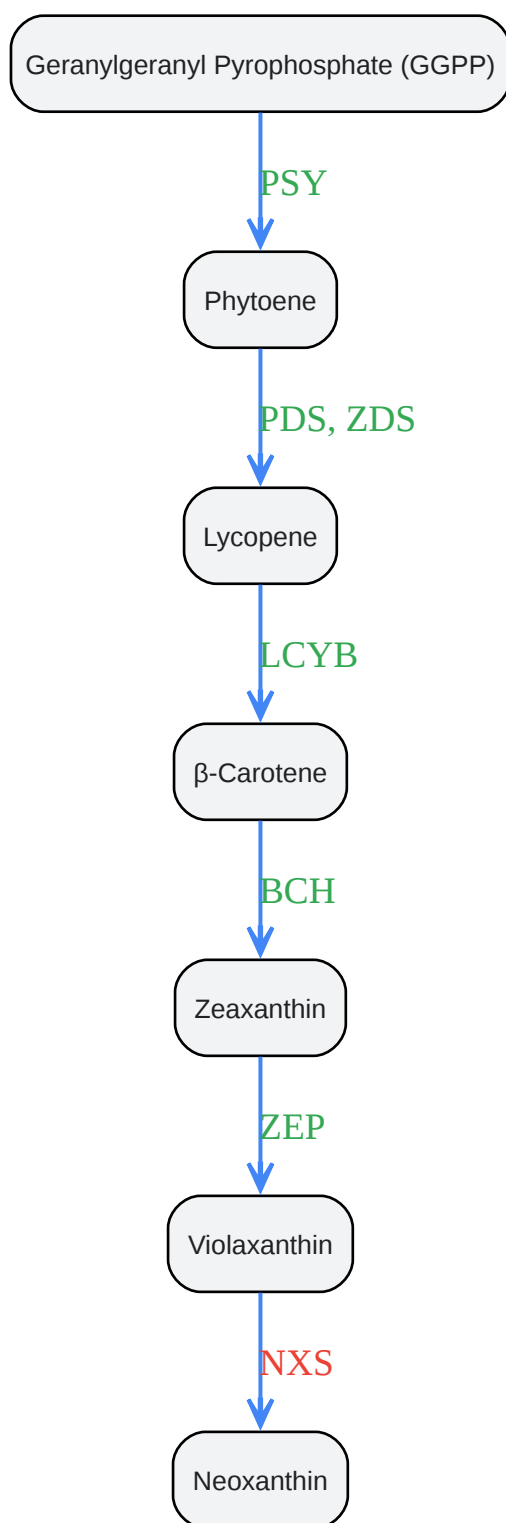 Geranylgeranyl Pyrophosphate (GGPP)
PSY
Phytoene
PDS, ZDS
Lycopene
LCYB
β-Carotene
BCH
Zeaxanthin
ZEP
Violaxanthin
NXS
Neoxanthin